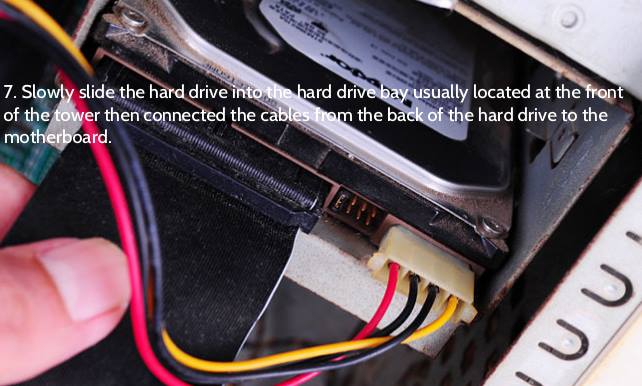 7. Slowly slide the hard drive into the hard drive bay usually located at the front
of the tower then connected the cables from the back of the hard drive to the
motherboard.